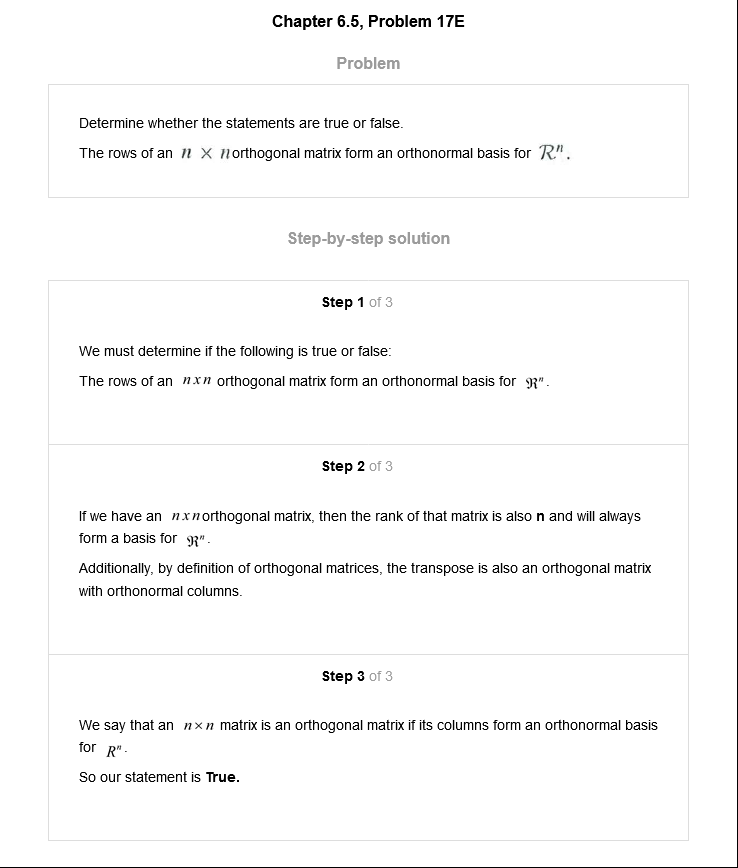 Chapter 6.5, Problem 17E
Problem
Determine whether the statements are true or false.
The rows of an n × n orthogonal matrix form an orthonormal basis for ℛⁿ.
Step-by-step solution
Step 1 of 3
We must determine if the following is true or false:
The rows of an nxn orthogonal matrix form an orthonormal basis for ℜⁿ.
Step 2 of 3
If we have an nxn orthogonal matrix, then the rank of that matrix is also n and will always
form a basis for ℜⁿ.
Additionally, by definition of orthogonal matrices, the transpose is also an orthogonal matrix
with orthonormal columns.
Step 3 of 3
We say that an n×n matrix is an orthogonal matrix if its columns form an orthonormal basis
for Rⁿ.
So our statement is True.